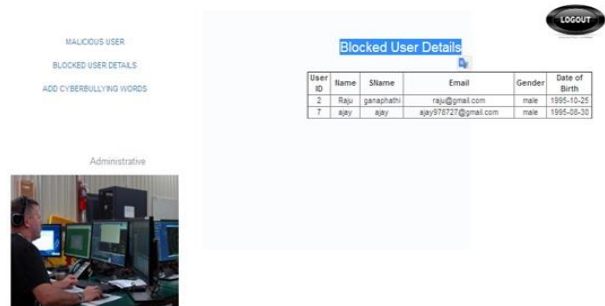 LOGOUT
MALICIOUS USER
BLOCKED USER DETAILS
ADD CYBERBULLYING WORDS
Blocked User Details
User ID Name SName Email Gender Date of Birth
2 Raju ganaphathi raju@gmail.com male 1995-10-25
7 ajay ajay ajay976727@gmail.com male 1995-08-30
Administrative